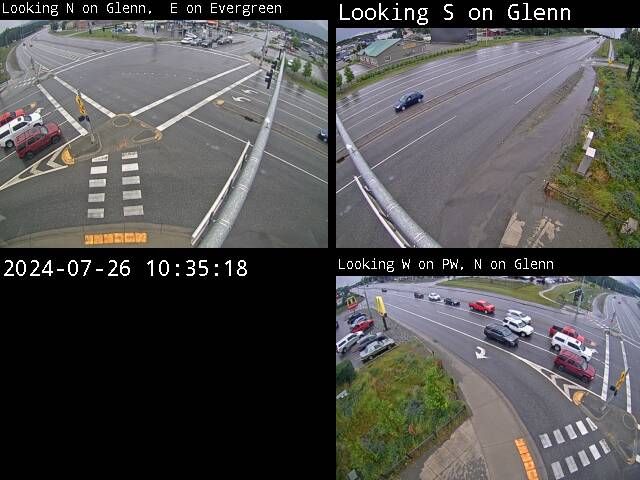 Looking N on Glenn,  E on Evergreen
Looking S on Glenn
2024-07-26 10:35:18
Looking W on PW, N on Glenn